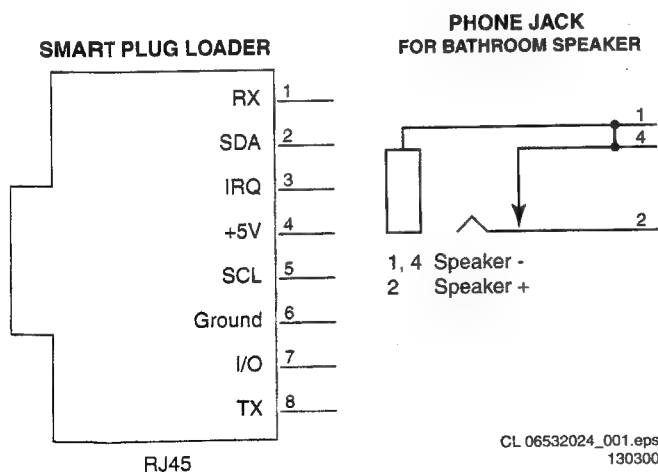 SMART PLUG LOADER
RX 1
SDA 2
IRQ 3
+5V 4
SCL 5
Ground 6
I/O 7
TX 8
RJ45
PHONE JACK
FOR BATHROOM SPEAKER
1
4
2
1, 4 Speaker -
2 Speaker +
CL 06532024_001.eps
130300